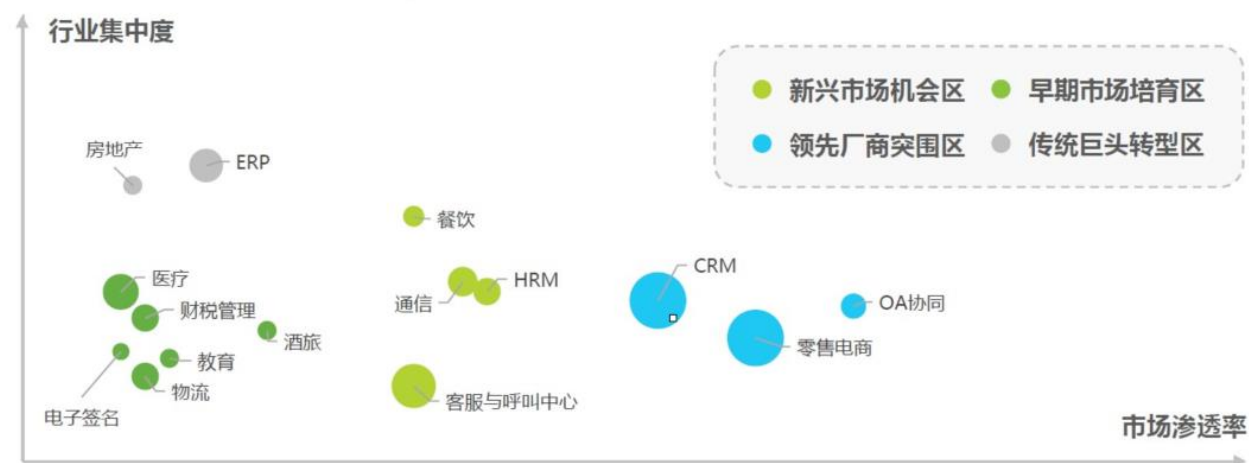 行业集中度
新兴市场机会区
早期市场培育区
领先厂商突围区
传统巨头转型区
房地产
ERP
餐饮
医疗
财税管理
酒旅
教育
物流
电子签名
通信
HRM
客服与呼叫中心
CRM
OA协同
零售电商
市场渗透率